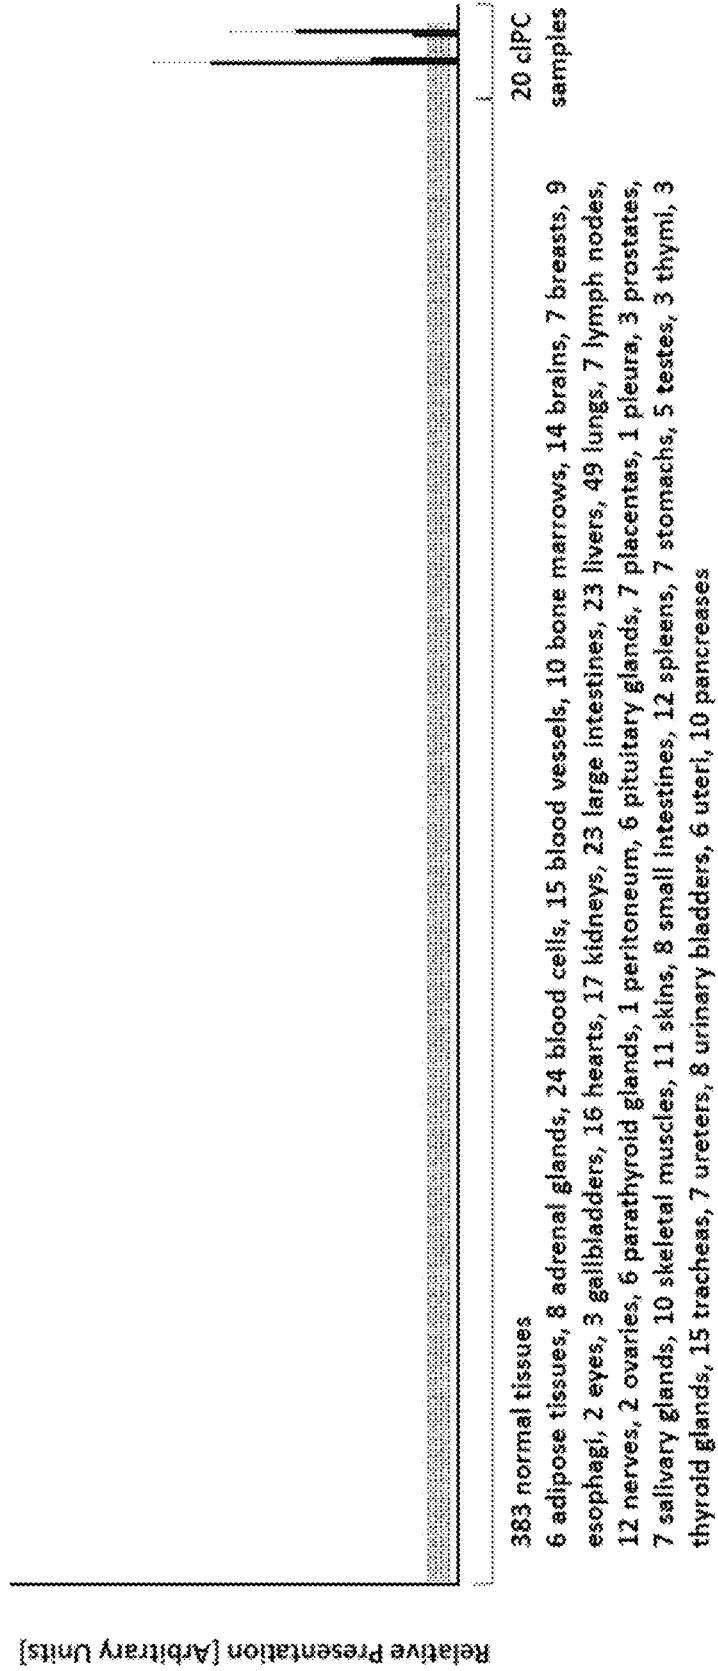 Relative Presentation [Arbitrary Units]
383 normal tissues
6 adipose tissues, 8 adrenal glands, 24 blood cells, 15 blood vessels, 10 bone marrows, 14 brains, 7 breasts, 9
esophagi, 2 eyes, 3 gallbladders, 16 hearts, 17 kidneys, 23 large intestines, 23 livers, 49 lungs, 7 lymph nodes,
12 nerves, 2 ovaries, 6 parathyroid glands, 1 peritoneum, 6 pituitary glands, 7 placentas, 1 pleura, 3 prostates,
7 salivary glands, 10 skeletal muscles, 11 skins, 8 small intestines, 12 spleens, 7 stomachs, 5 testes, 3 thymi, 3
thyroid glands, 15 tracheas, 7 ureters, 8 urinary bladders, 6 uteri, 10 pancreases
20 clPC
samples